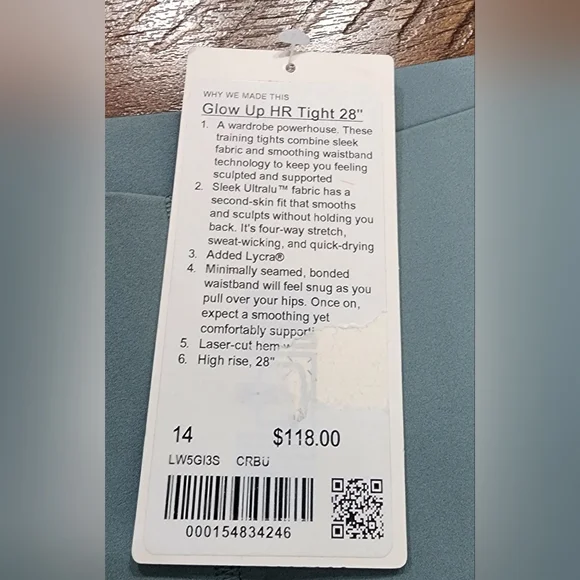 WHY WE MADE THIS
Glow Up HR Tight 28"
1. A wardrobe powerhouse. These
training tights combine sleek
fabric and smoothing waistband
technology to keep you feeling
sculpted and supported
2. Sleek Ultralu™ fabric has a
second-skin fit that smooths
and sculpts without holding you
back. It's four-way stretch,
sweat-wicking, and quick-drying
3. Added Lycra®
4. Minimally seamed, bonded
waistband will feel snug as you
pull over your hips. Once on,
expect a smoothing yet
comfortably
5. Laser-cut hem
6. High rise, 28"
14 $118.00
LW5GI3S CRBU
000154834246